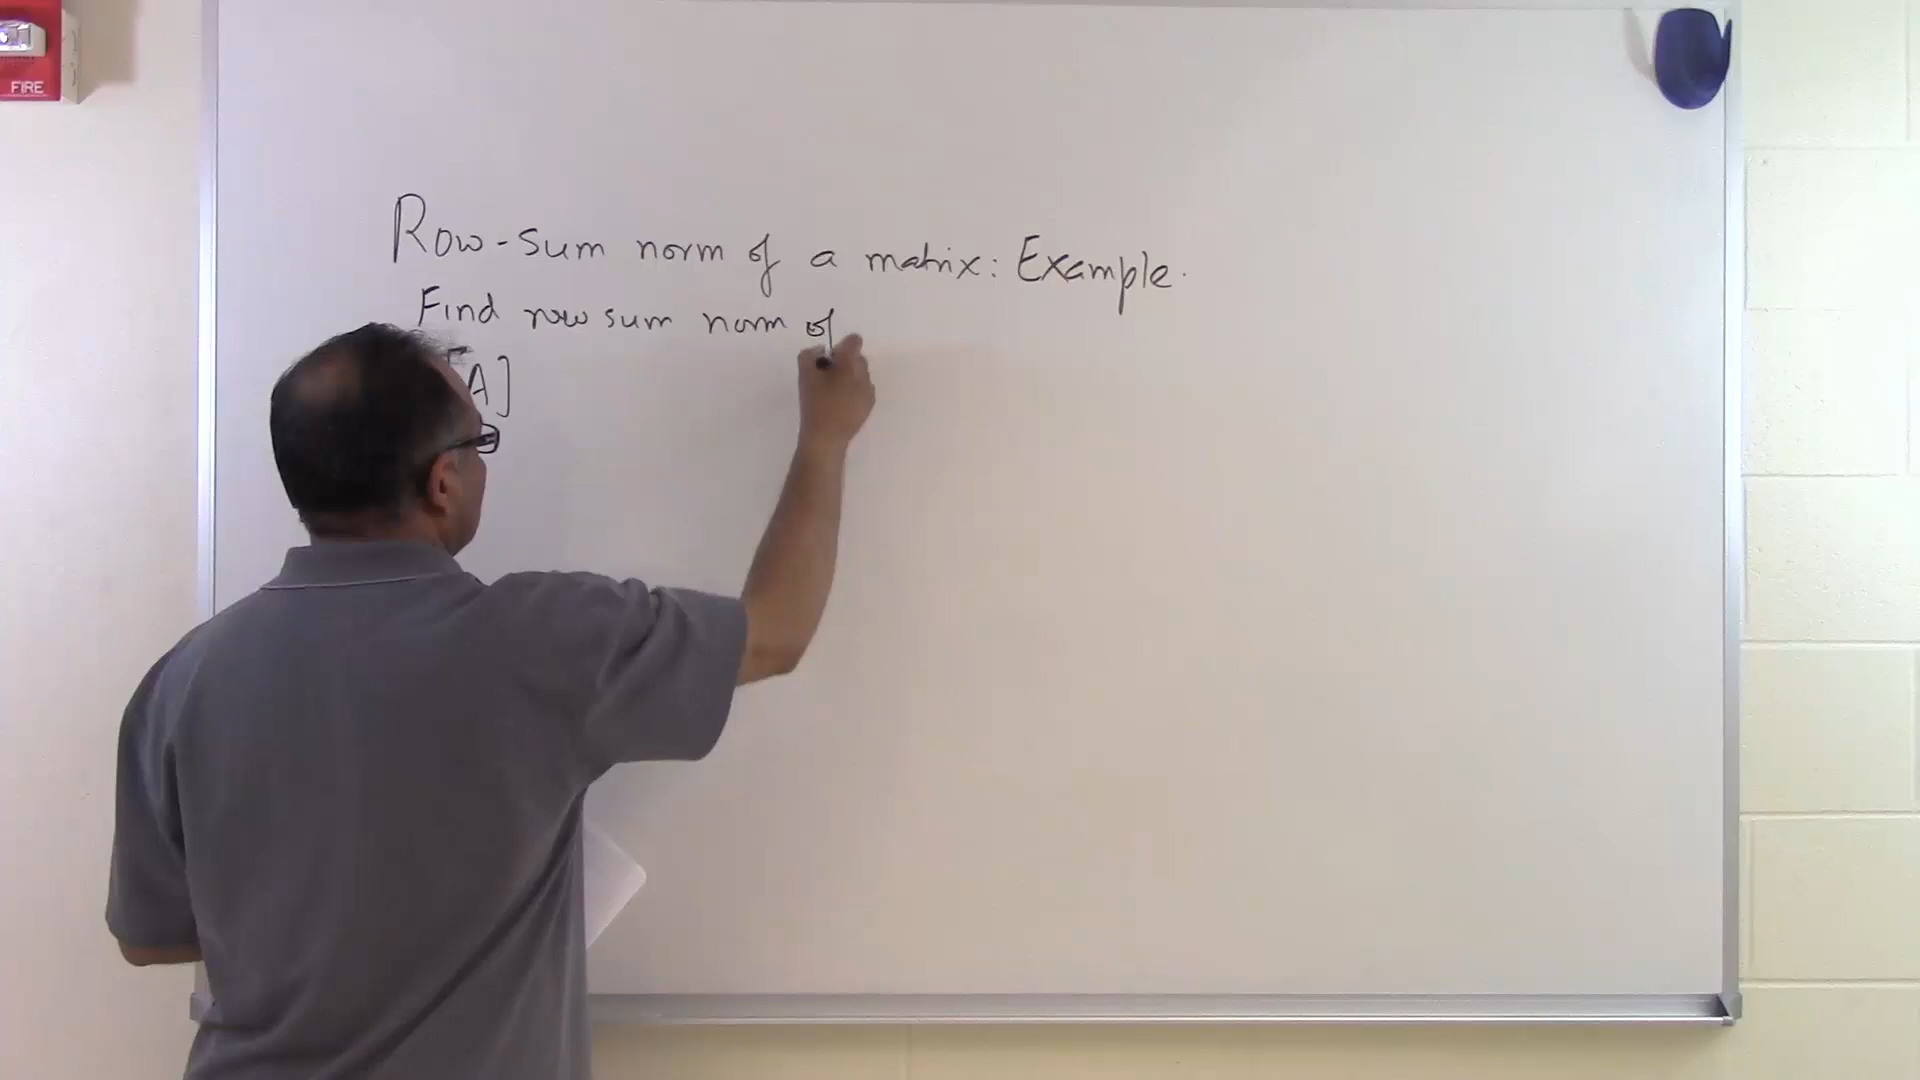 FIRE
Row-sum norm of a matrix: Example.
Find row sum norm of
[A]